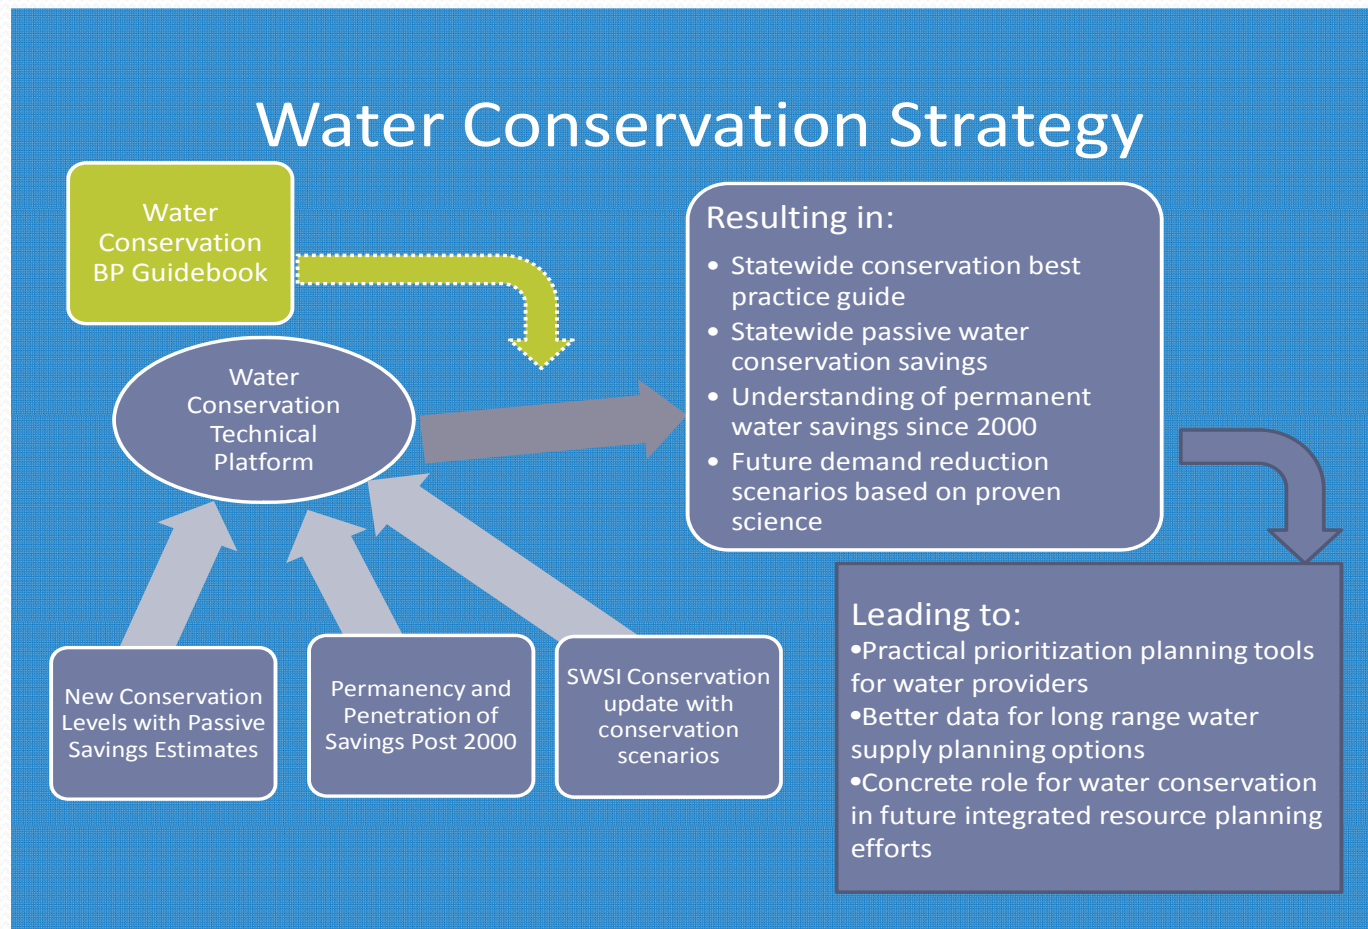 Water Conservation Strategy
Water
Conservation
BP Guidebook
Water
Conservation
Technical
Platform
New Conservation
Levels with Passive
Savings Estimates
Permanency and
Penetration of
Savings Post 2000
SWSI Conservation
update with
conservation
scenarios
Resulting in:
• Statewide conservation best
practice guide
• Statewide passive water
conservation savings
• Understanding of permanent
water savings since 2000
• Future demand reduction
scenarios based on proven
science
Leading to:
•Practical prioritization planning tools
for water providers
•Better data for long range water
supply planning options
•Concrete role for water conservation
in future integrated resource planning
efforts